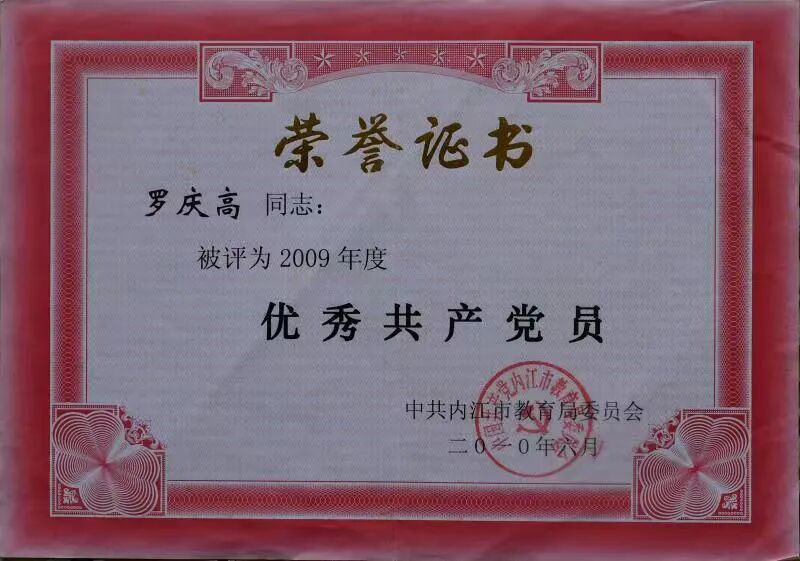 荣誉证书
罗庆高 同志：
被评为2009年度
优秀共产党员
中共内江市教育局委员会
二0一0年六月